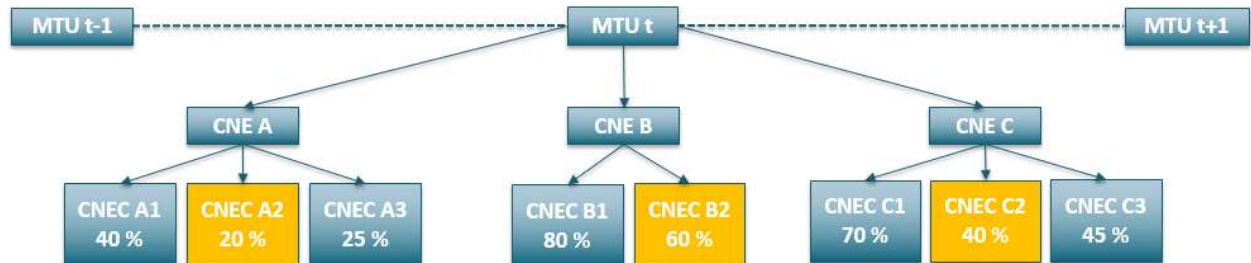 MTU t-1
MTU t
MTU t+1
CNE A
CNE B
CNE C
CNEC A1
40 %
CNEC A2
20 %
CNEC A3
25 %
CNEC B1
80 %
CNEC B2
60 %
CNEC C1
70 %
CNEC C2
40 %
CNEC C3
45 %